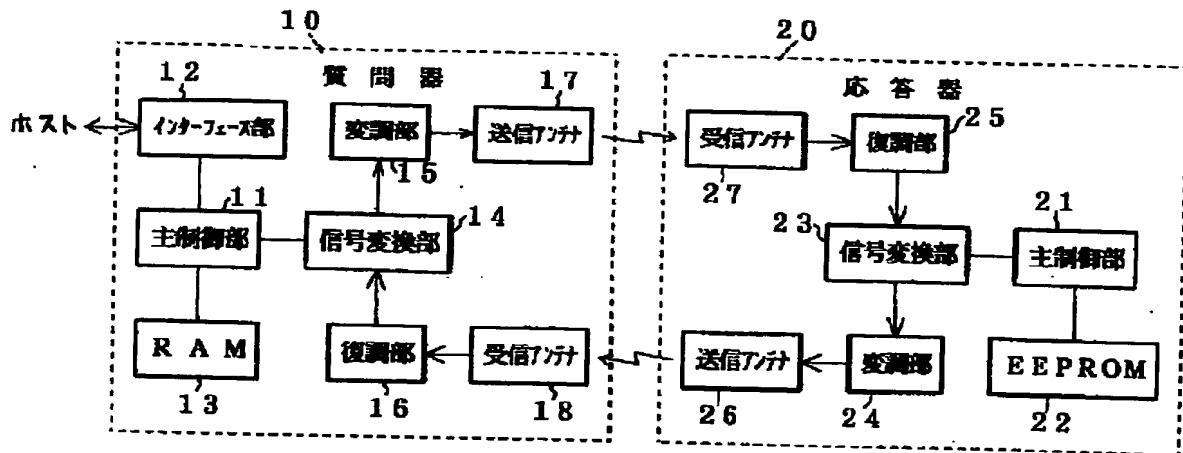 10
質問器
12
ホスト
インターフェース部
変調部
15
17
送信アンテナ
11
主制御部
信号変換部
14
RAM
13
復調部
16
受信アンテナ
18
20
応答器
受信アンテナ
27
復調部
25
23
信号変換部
21
主制御部
送信アンテナ
26
変調部
24
EEPROM
22